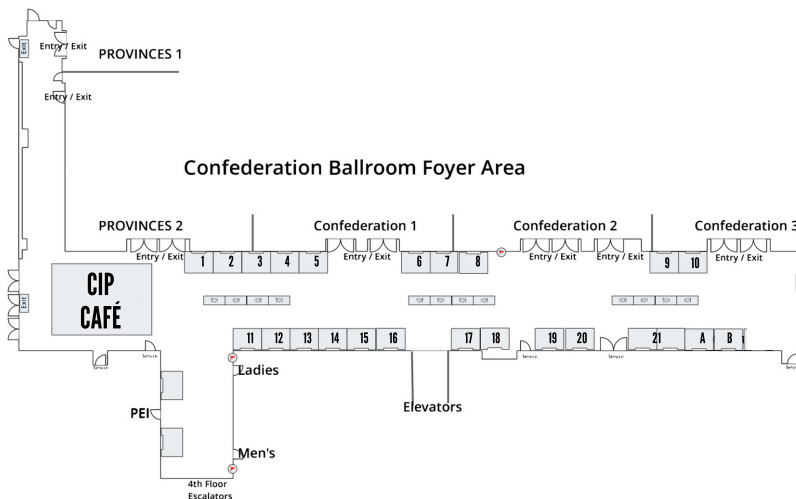 Exit
Entry / Exit
PROVINCES 1
Entry / Exit
Confederation Ballroom Foyer Area
PROVINCES 2
Confederation 1
Confederation 2
Confederation 3
Entry / Exit
Entry / Exit
Entry / Exit
Entry / Exit
Entry / Exit
1 2 3 4 5
6 7 8
9 10
CIP
CAFÉ
Exit
11 12 13 14 15 16
17 18
19 20
21 A B
Service
Service
Service
Service
Ladies
PEI
Elevators
Men's
4th Floor
Escalators